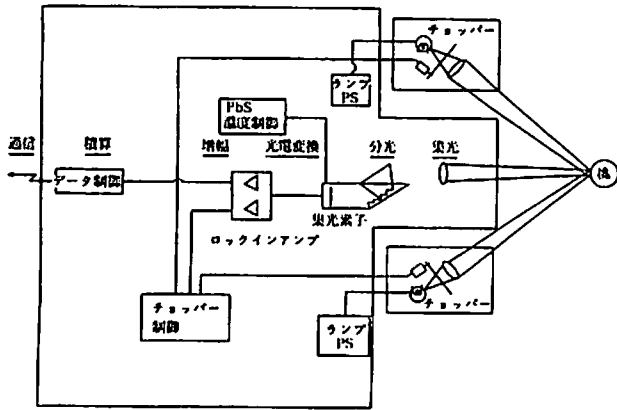 チョッパー
ランプ
PS
PbS
温度制御
通信
積算
増幅
光電変換
分光
集光
データ制御
集光素子
ロックインアンプ
チョッパー
制御
ランプ
PS
チョッパー